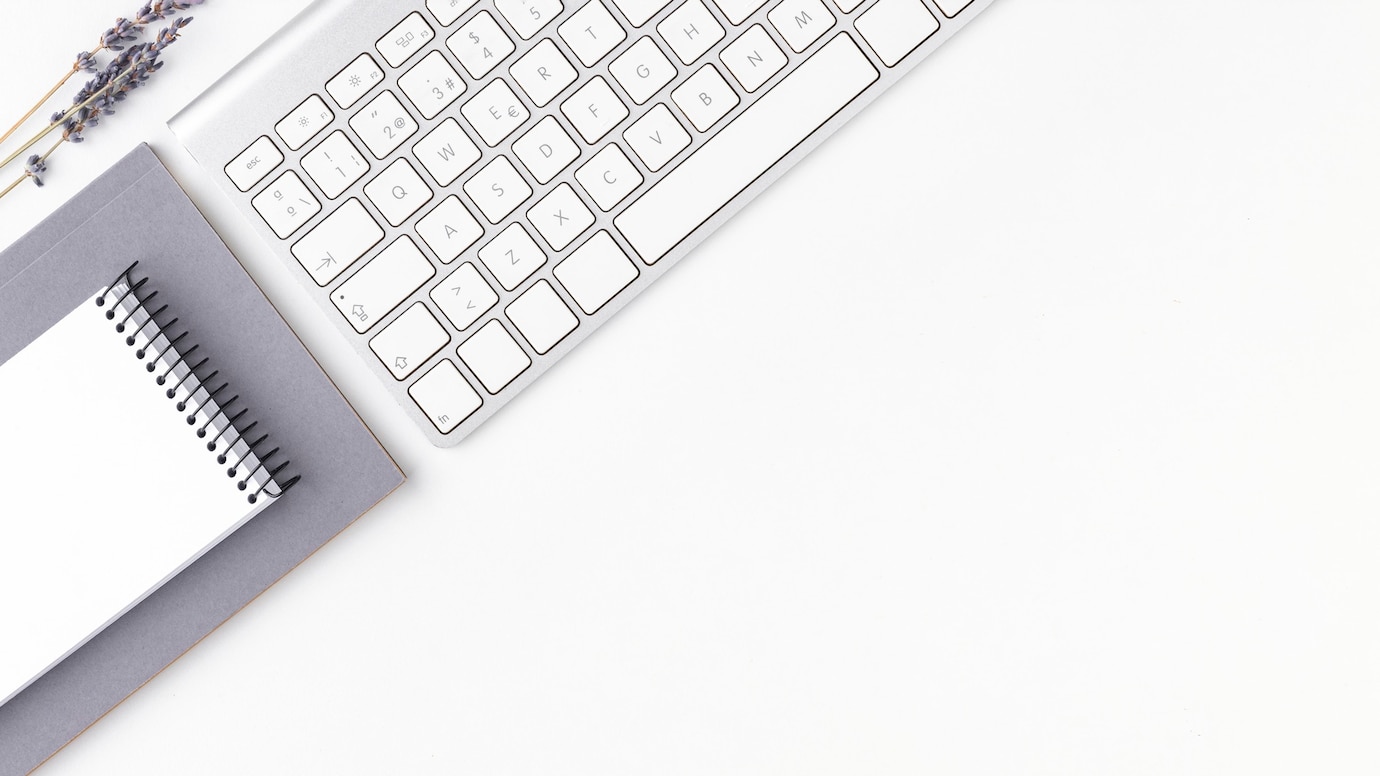 esc F1 F2 F3
ª º \ ! 1 | " 2 @ · 3 # $ 4 5
Q W E € R T
A S D F G H
> < Z X C V B N M
fn